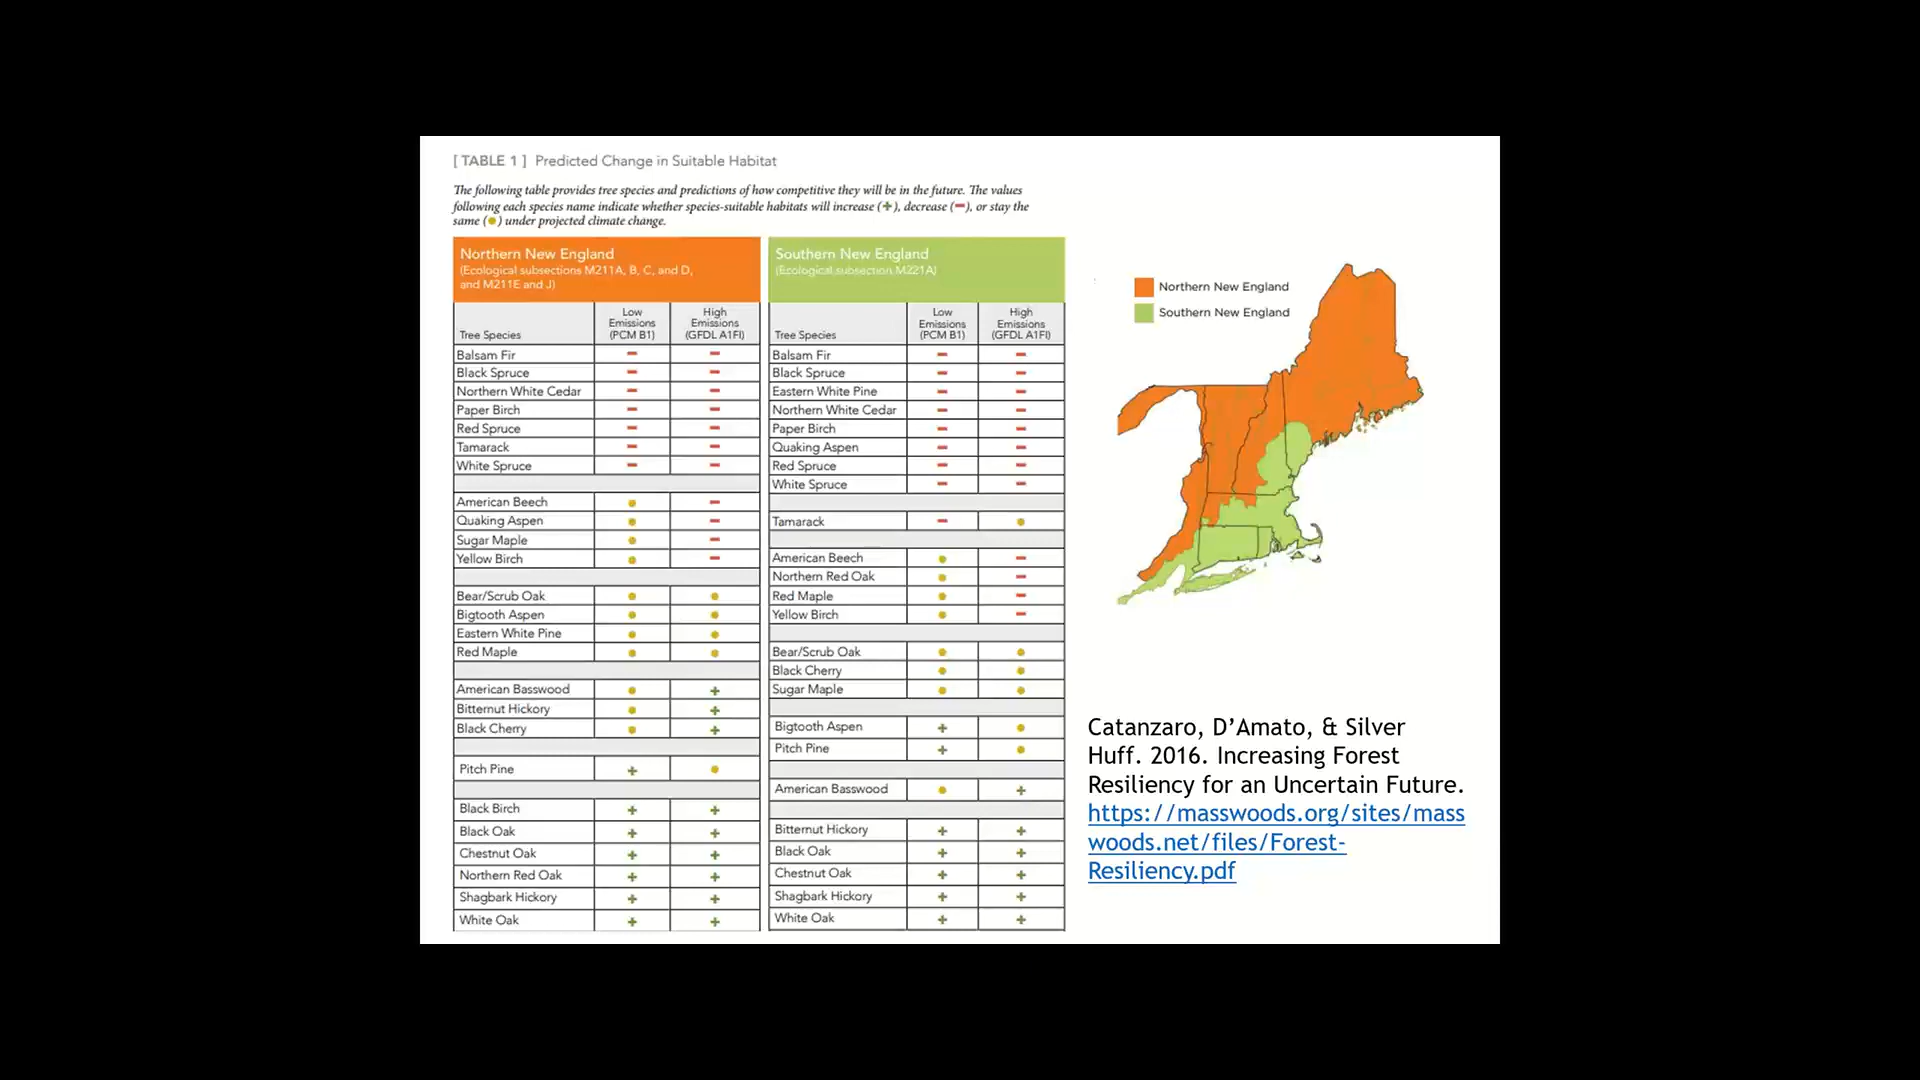 [ TABLE 1 ] Predicted Change in Suitable Habitat
The following table provides tree species and predictions of how competitive they will be in the future. The values
following each species name indicate whether species-suitable habitats will increase (+), decrease (−), or stay the
same (●) under projected climate change.
Northern New England
(Ecological subsections M211A, B, C, and D,
and M211E and J)
Tree Species Low Emissions (PCM B1) High Emissions (GFDL A1FI)
Balsam Fir − −
Black Spruce − −
Northern White Cedar − −
Paper Birch − −
Red Spruce − −
Tamarack − −
White Spruce − −
American Beech ● −
Quaking Aspen ● −
Sugar Maple ● −
Yellow Birch ● −
Bear/Scrub Oak ● ●
Bigtooth Aspen ● ●
Eastern White Pine ● ●
Red Maple ● ●
American Basswood ● +
Bitternut Hickory ● +
Black Cherry ● +
Pitch Pine + ●
Black Birch + +
Black Oak + +
Chestnut Oak + +
Northern Red Oak + +
Shagbark Hickory + +
White Oak + +
Southern New England
(Ecological subsection M221A)
Tree Species Low Emissions (PCM B1) High Emissions (GFDL A1FI)
Balsam Fir − −
Black Spruce − −
Eastern White Pine − −
Northern White Cedar − −
Paper Birch − −
Quaking Aspen − −
Red Spruce − −
White Spruce − −
Tamarack − ●
American Beech ● −
Northern Red Oak ● −
Red Maple ● −
Yellow Birch ● −
Bear/Scrub Oak ● ●
Black Cherry ● ●
Sugar Maple ● ●
Bigtooth Aspen + ●
Pitch Pine + ●
American Basswood ● +
Bitternut Hickory + +
Black Oak + +
Chestnut Oak + +
Shagbark Hickory + +
White Oak + +
Northern New England
Southern New England
Catanzaro, D’Amato, & Silver
Huff. 2016. Increasing Forest
Resiliency for an Uncertain Future.
https://masswoods.org/sites/mass
woods.net/files/Forest-
Resiliency.pdf